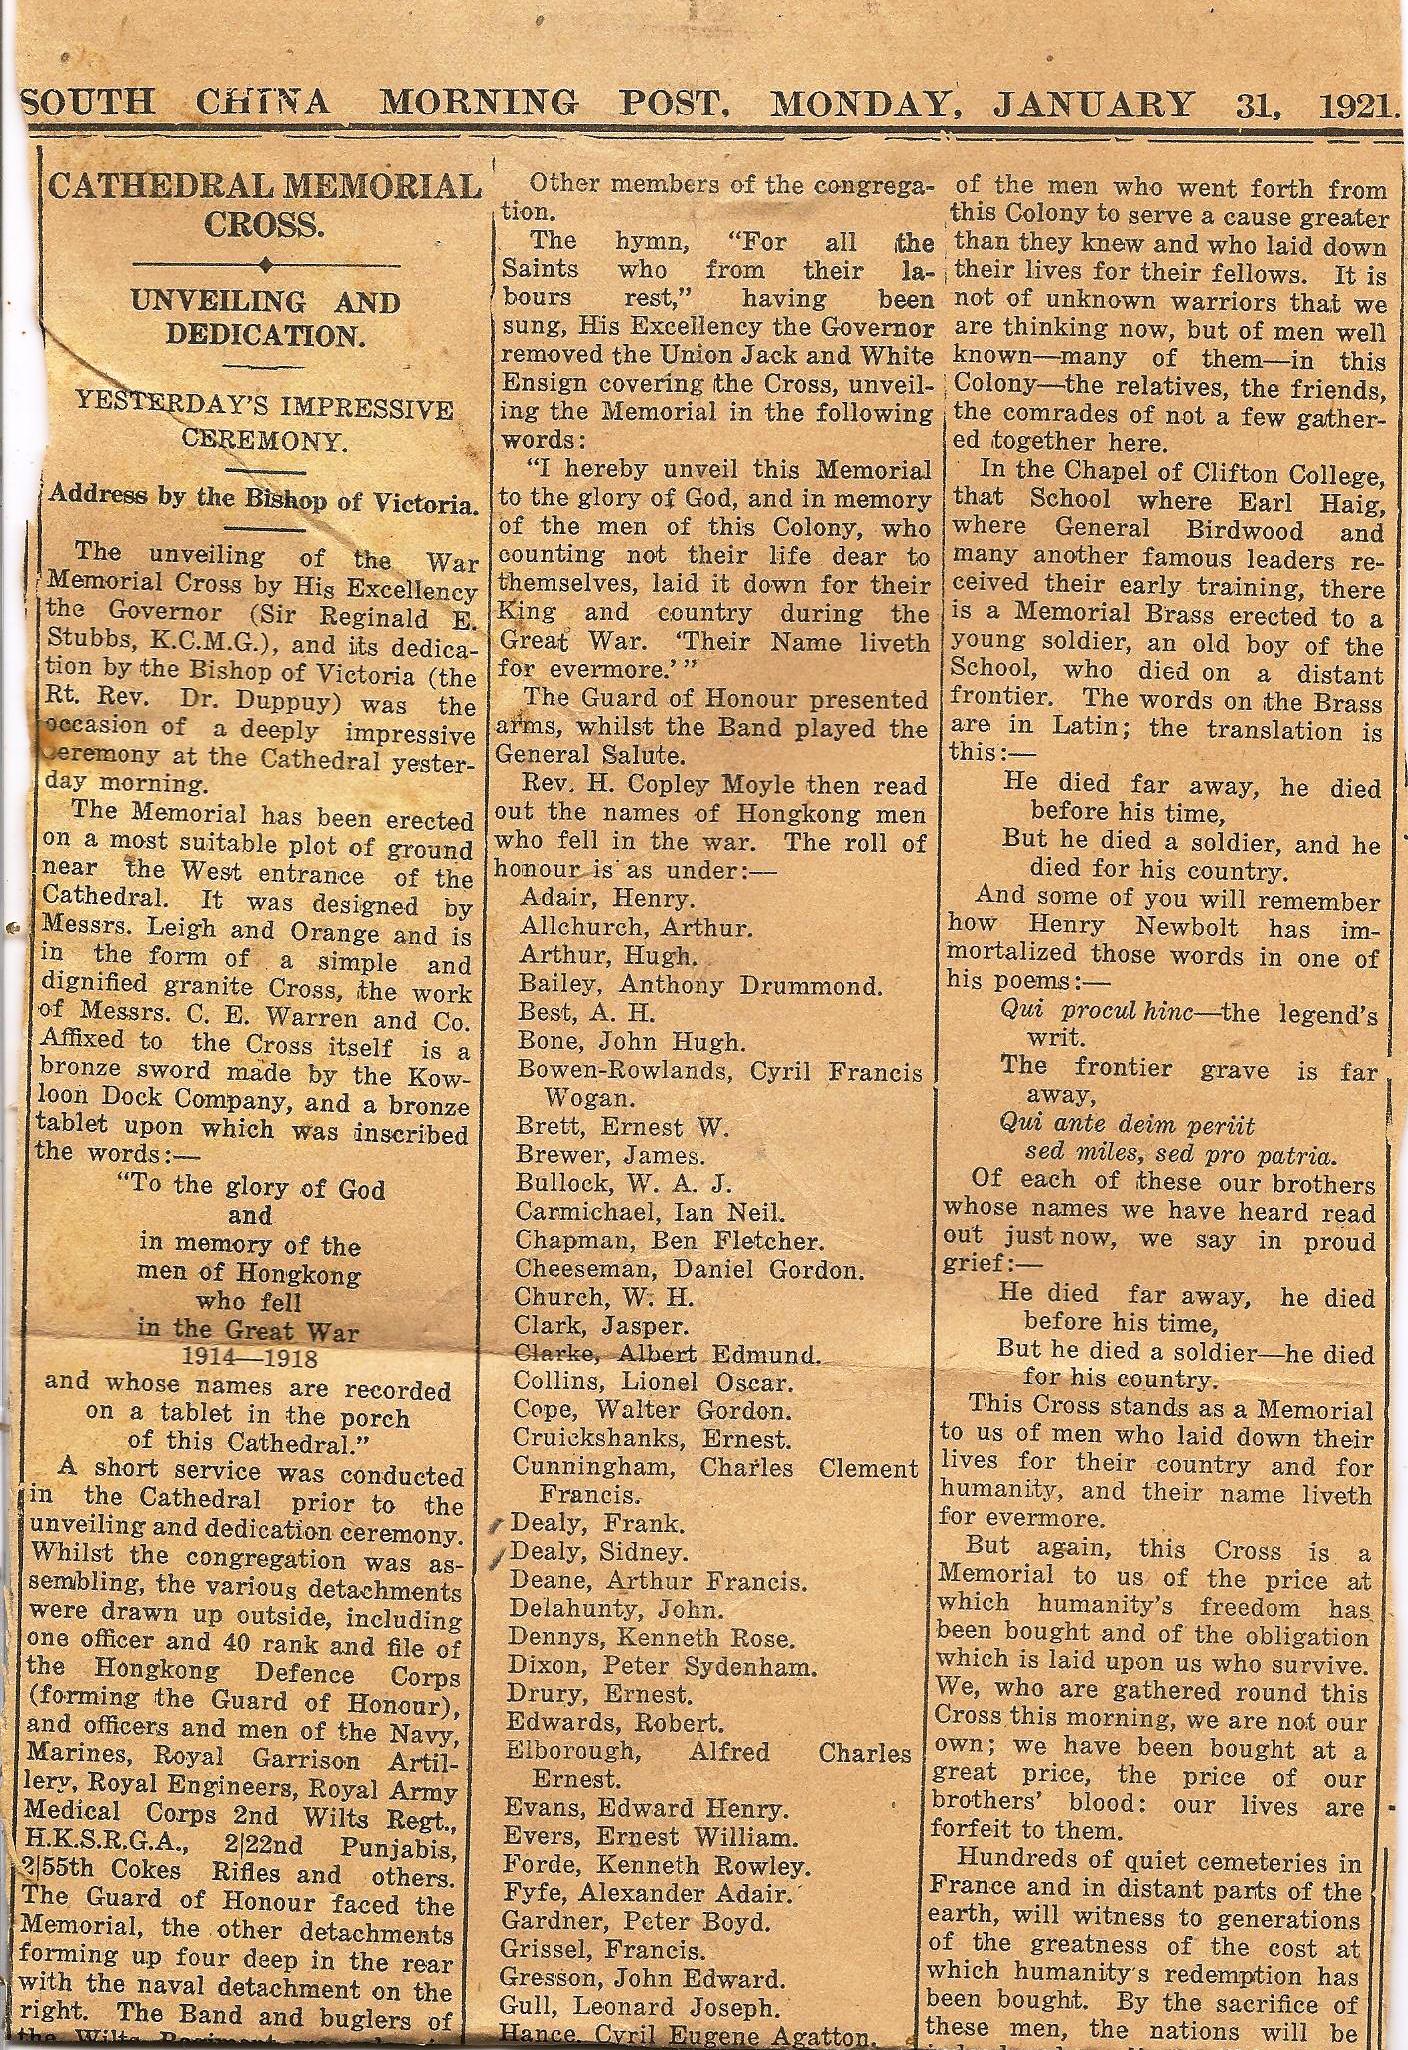 SOUTH CHINA MORNING POST, MONDAY, JANUARY 31, 1921.
CATHEDRAL MEMORIAL
CROSS.
UNVEILING AND
DEDICATION.
YESTERDAY'S IMPRESSIVE
CEREMONY.
Address by the Bishop of Victoria.
The unveiling of the War
Memorial Cross by His Excellency
the Governor (Sir Reginald E.
Stubbs, K.C.M.G.), and its dedica-
tion by the Bishop of Victoria (the
Rt. Rev. Dr. Duppuy) was the
occasion of a deeply impressive
ceremony at the Cathedral yester-
day morning.
The Memorial has been erected
on a most suitable plot of ground
near the West entrance of the
Cathedral. It was designed by
Messrs. Leigh and Orange and is
in the form of a simple and
dignified granite Cross, the work
of Messrs. C. E. Warren and Co.
Affixed to the Cross itself is a
bronze sword made by the Kow-
loon Dock Company, and a bronze
tablet upon which was inscribed
the words:—
"To the glory of God
and
in memory of the
men of Hongkong
who fell
in the Great War
1914—1918
and whose names are recorded
on a tablet in the porch
of this Cathedral."
A short service was conducted
in the Cathedral prior to the
unveiling and dedication ceremony.
Whilst the congregation was as-
sembling, the various detachments
were drawn up outside, including
one officer and 40 rank and file of
the Hongkong Defence Corps
(forming the Guard of Honour),
and officers and men of the Navy,
Marines, Royal Garrison Artil-
lery, Royal Engineers, Royal Army
Medical Corps 2nd Wilts Regt.,
H.K.S.R.G.A., 2|22nd Punjabis,
2|55th Cokes Rifles and others.
The Guard of Honour faced the
Memorial, the other detachments
forming up four deep in the rear
with the naval detachment on the
right. The Band and buglers of
the Wilts Regiment
Other members of the congrega-
tion.
The hymn, "For all the
Saints who from their la-
bours rest," having been
sung, His Excellency the Governor
removed the Union Jack and White
Ensign covering the Cross, unveil-
ing the Memorial in the following
words:
"I hereby unveil this Memorial
to the glory of God, and in memory
of the men of this Colony, who
counting not their life dear to
themselves, laid it down for their
King and country during the
Great War. 'Their Name liveth
for evermore.'"
The Guard of Honour presented
arms, whilst the Band played the
General Salute.
Rev. H. Copley Moyle then read
out the names of Hongkong men
who fell in the war. The roll of
honour is as under:—
Adair, Henry.
Allchurch, Arthur.
Arthur, Hugh.
Bailey, Anthony Drummond.
Best, A. H.
Bone, John Hugh.
Bowen-Rowlands, Cyril Francis
Wogan.
Brett, Ernest W.
Brewer, James.
Bullock, W. A. J.
Carmichael, Ian Neil.
Chapman, Ben Fletcher.
Cheeseman, Daniel Gordon.
Church, W. H.
Clark, Jasper.
Clarke, Albert Edmund.
Collins, Lionel Oscar.
Cope, Walter Gordon.
Cruickshanks, Ernest.
Cunningham, Charles Clement
Francis.
Dealy, Frank.
Dealy, Sidney.
Deane, Arthur Francis.
Delahunty, John.
Dennys, Kenneth Rose.
Dixon, Peter Sydenham.
Drury, Ernest.
Edwards, Robert.
Elborough, Alfred Charles
Ernest.
Evans, Edward Henry.
Evers, Ernest William.
Forde, Kenneth Rowley.
Fyfe, Alexander Adair.
Gardner, Peter Boyd.
Grissel, Francis.
Gresson, John Edward.
Gull, Leonard Joseph.
Hance, Cyril Eugene Agatton.
of the men who went forth from
this Colony to serve a cause greater
than they knew and who laid down
their lives for their fellows. It is
not of unknown warriors that we
are thinking now, but of men well
known—many of them—in this
Colony—the relatives, the friends,
the comrades of not a few gather-
ed together here.
In the Chapel of Clifton College,
that School where Earl Haig,
where General Birdwood and
many another famous leaders re-
ceived their early training, there
is a Memorial Brass erected to a
young soldier, an old boy of the
School, who died on a distant
frontier. The words on the Brass
are in Latin; the translation is
this:—
He died far away, he died
before his time,
But he died a soldier, and he
died for his country.
And some of you will remember
how Henry Newbolt has im-
mortalized those words in one of
his poems:—
Qui procul hinc—the legend's
writ.
The frontier grave is far
away,
Qui ante deim periit
sed miles, sed pro patria.
Of each of these our brothers
whose names we have heard read
out just now, we say in proud
grief:—
He died far away, he died
before his time,
But he died a soldier—he died
for his country.
This Cross stands as a Memorial
to us of men who laid down their
lives for their country and for
humanity, and their name liveth
for evermore.
But again, this Cross is a
Memorial to us of the price at
which humanity's freedom has
been bought and of the obligation
which is laid upon us who survive.
We, who are gathered round this
Cross this morning, we are not our
own; we have been bought at a
great price, the price of our
brothers' blood: our lives are
forfeit to them.
Hundreds of quiet cemeteries in
France and in distant parts of the
earth, will witness to generations
of the greatness of the cost at
which humanity's redemption has
been bought. By the sacrifice of
these men, the nations will be